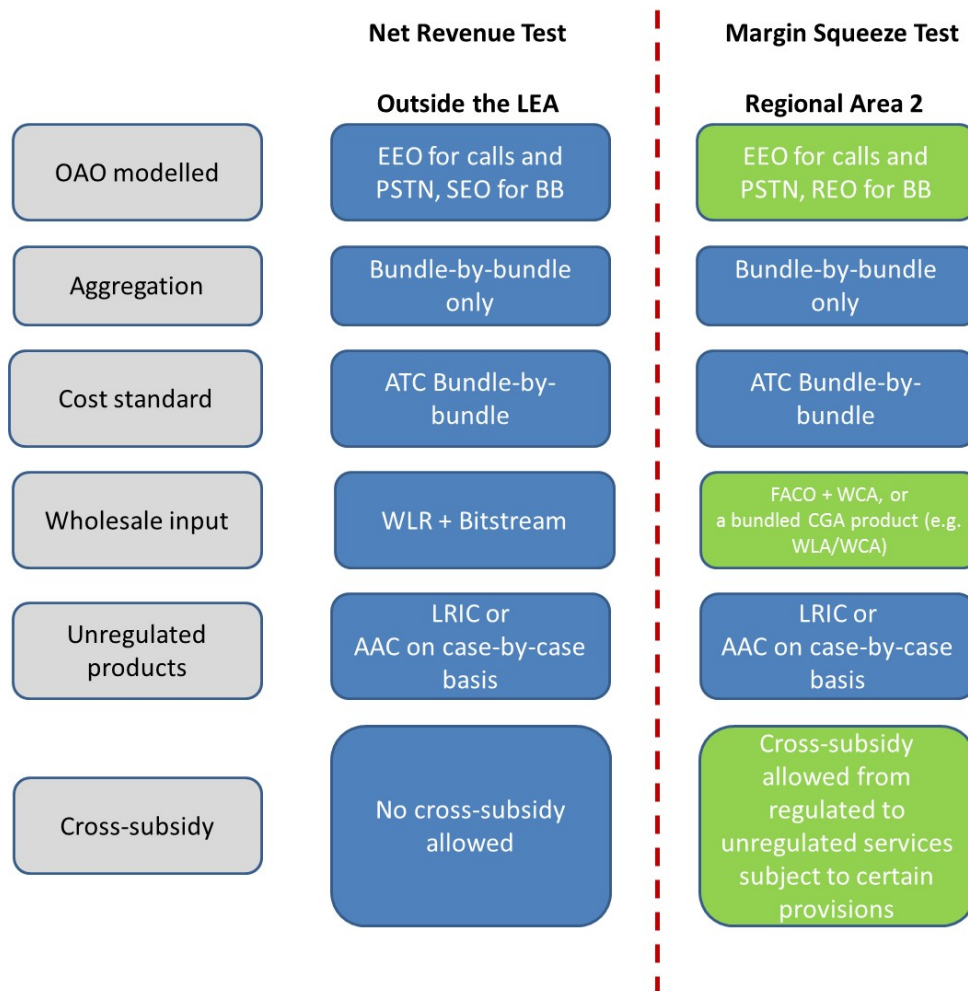 Net Revenue Test
Margin Squeeze Test
Outside the LEA
Regional Area 2
OAO modelled
EEO for calls and
PSTN, SEO for BB
EEO for calls and
PSTN, REO for BB
Aggregation
Bundle-by-bundle
only
Bundle-by-bundle
only
Cost standard
ATC Bundle-by-
bundle
ATC Bundle-by-
bundle
Wholesale input
WLR + Bitstream
FACO + WCA, or
a bundled CGA product (e.g.
WLA/WCA)
Unregulated
products
LRIC or
AAC on case-by-case
basis
LRIC or
AAC on case-by-case
basis
Cross-subsidy
No cross-subsidy
allowed
Cross-subsidy
allowed from
regulated to
unregulated services
subject to certain
provisions